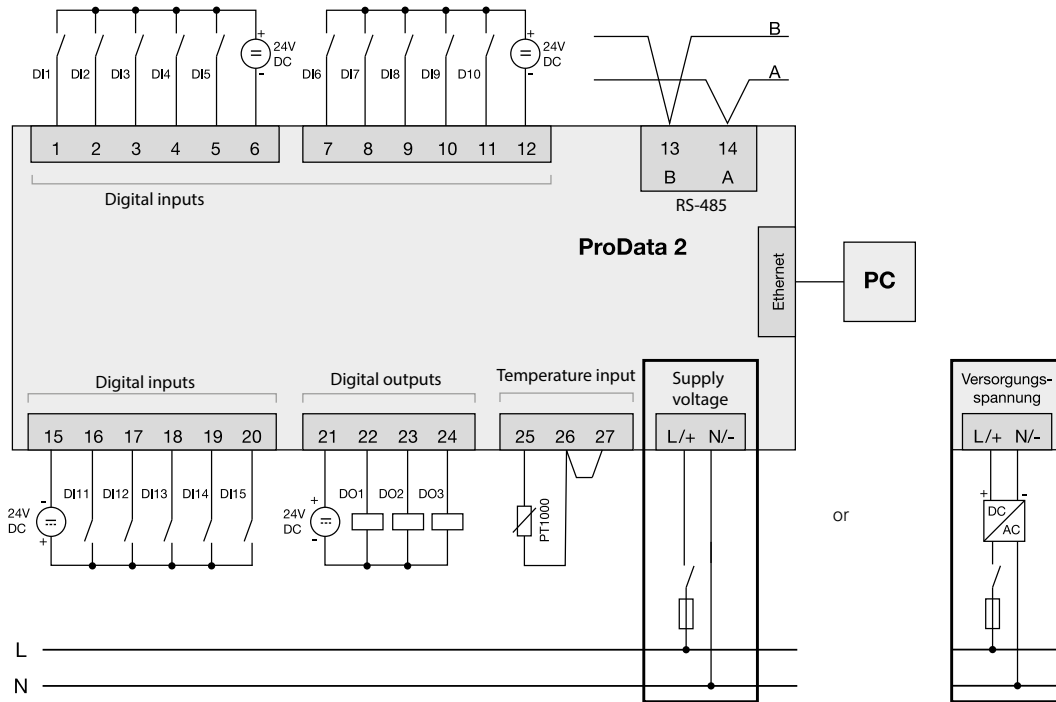 B
24V
DC
24V
DC
DI1 DI2 DI3 DI4 DI5
DI6 DI7 DI8 DI9 D10
A
1 2 3 4 5 6
7 8 9 10 11 12
13 14
B A
Digital inputs
RS-485
ProData 2
Ethernet
PC
Digital inputs
Digital outputs
Temperature input
Supply
voltage
Versorgungs-
spannung
15 16 17 18 19 20
21 22 23 24
25 26 27
L/+ N/-
L/+ N/-
DI11 DI12 DI13 DI14 DI15
DO1 DO2 DO3
24V
DC
24V
DC
PT1000
or
DC
AC
L
N